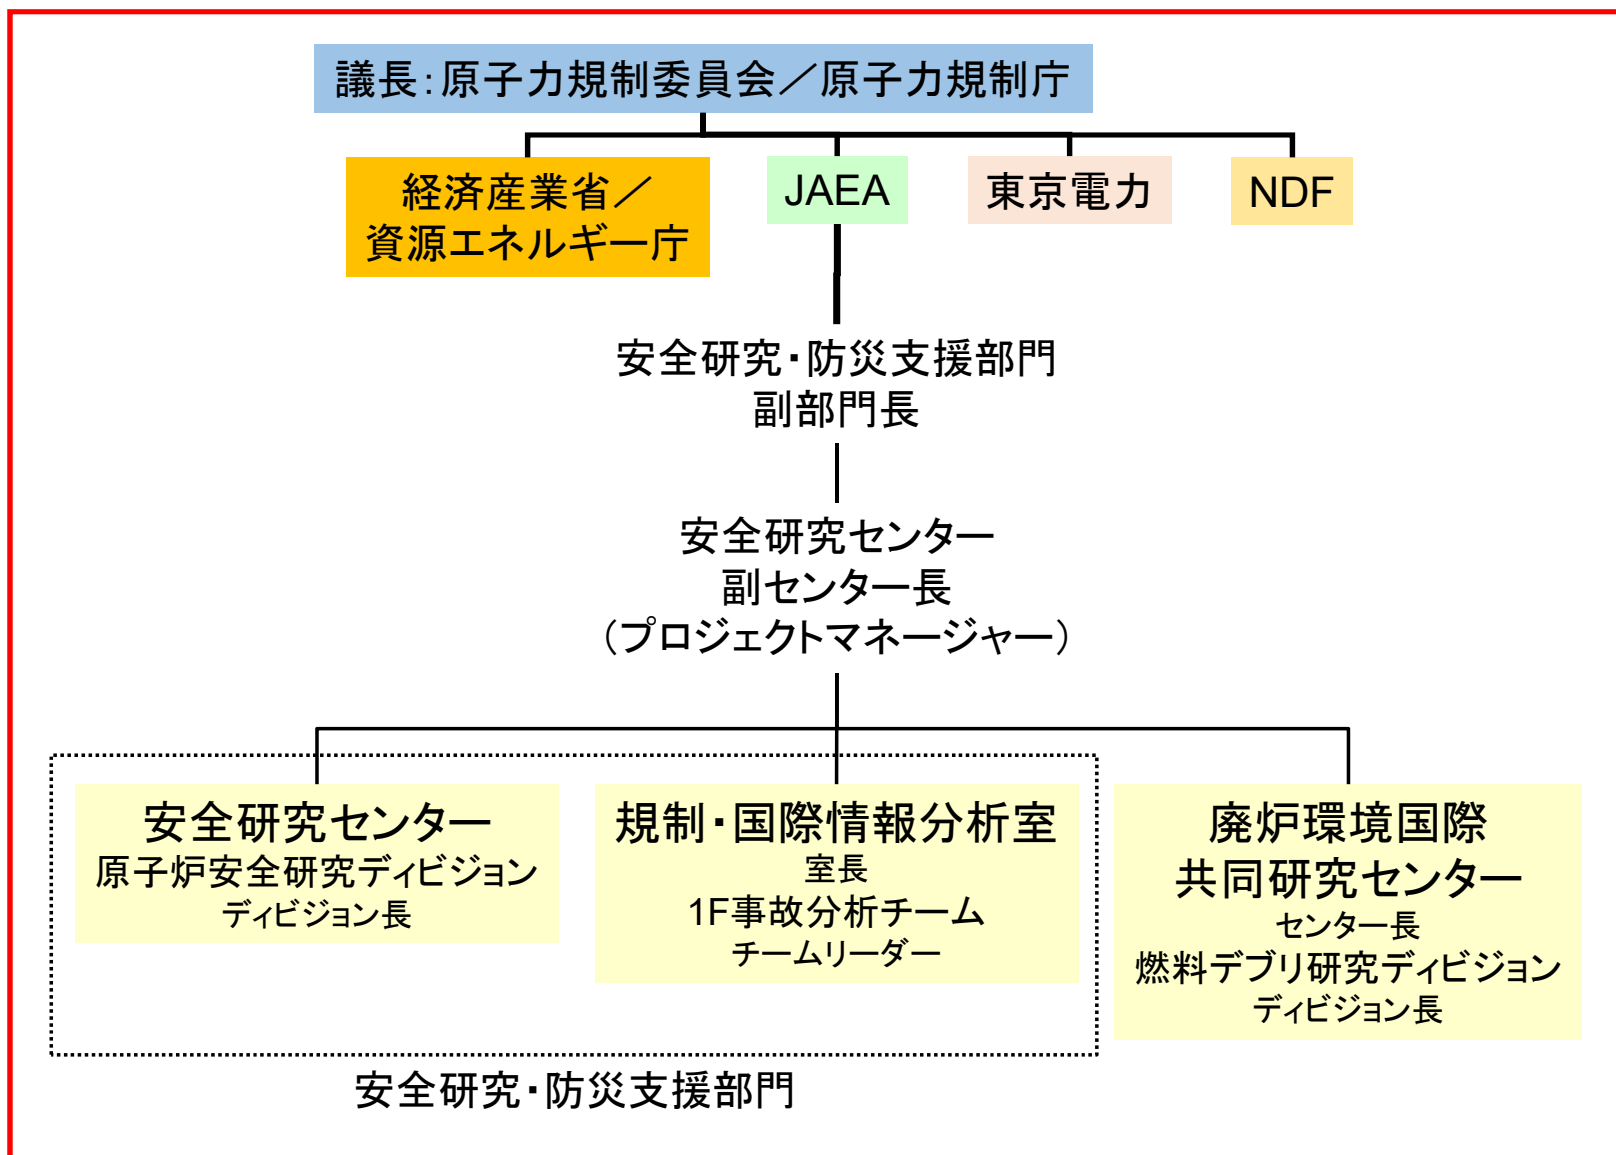 議長：原子力規制委員会／原子力規制庁
経済産業省／
資源エネルギー庁
JAEA
東京電力
NDF
安全研究・防災支援部門
副部門長
安全研究センター
副センター長
（プロジェクトマネージャー）
安全研究センター
原子炉安全研究ディビジョン
ディビジョン長
規制・国際情報分析室
室長
1F事故分析チーム
チームリーダー
廃炉環境国際
共同研究センター
センター長
燃料デブリ研究ディビジョン
ディビジョン長
安全研究・防災支援部門